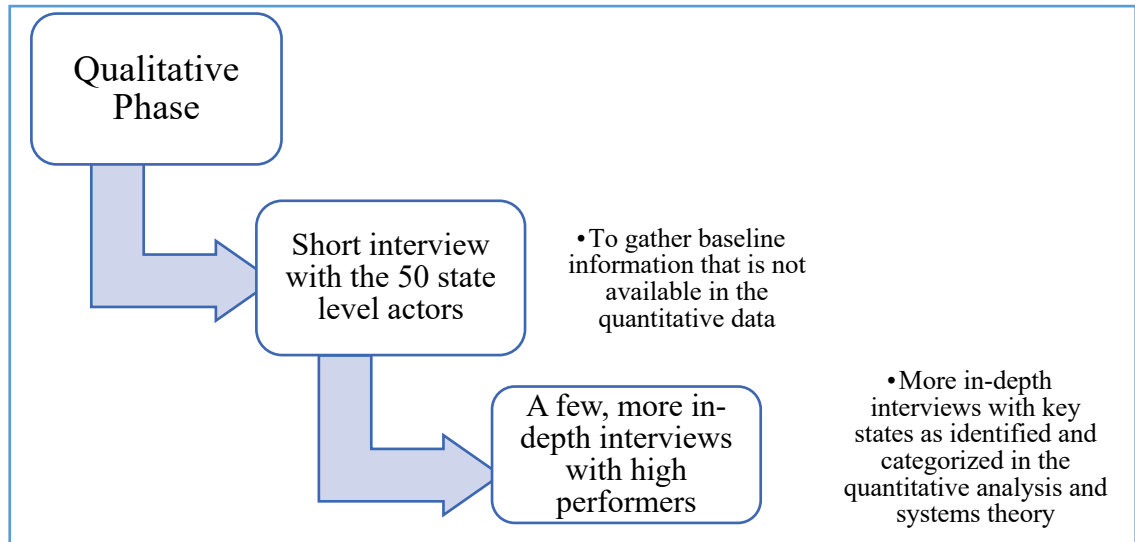 Qualitative
Phase
Short interview
with the 50 state
level actors
•To gather baseline
information that is not
available in the
quantitative data
A few, more in-
depth interviews
with high
performers
•More in-depth
interviews with key
states as identified and
categorized in the
quantitative analysis and
systems theory